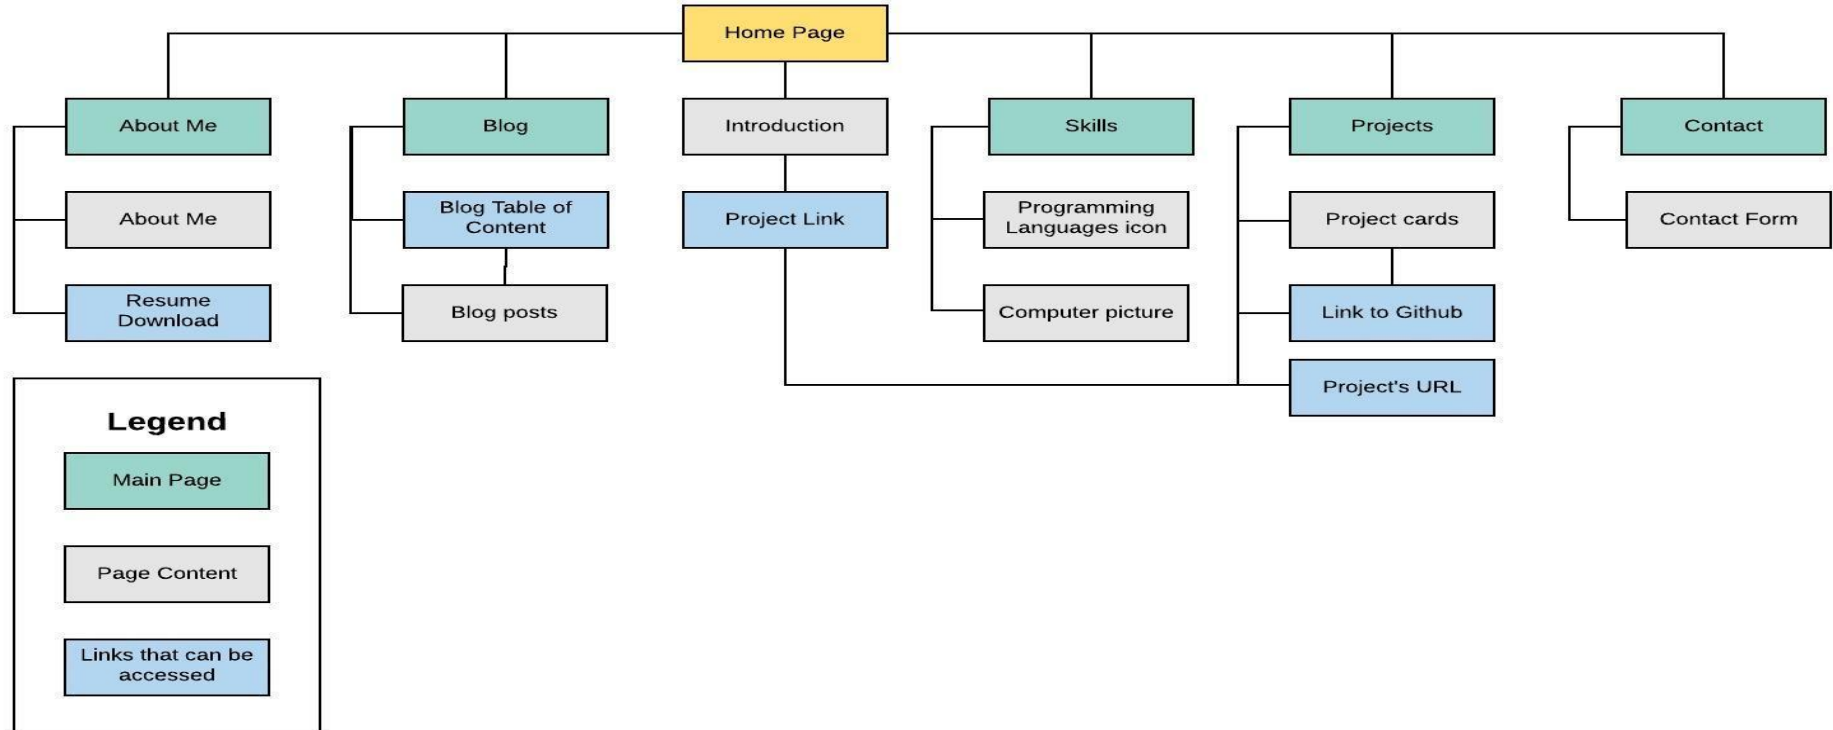 Home Page
About Me
Blog
Introduction
Skills
Projects
Contact
About Me
Blog Table of
Content
Project Link
Programming
Languages icon
Project cards
Contact Form
Resume
Download
Blog posts
Computer picture
Link to Github
Project's URL
Legend
Main Page
Page Content
Links that can be
accessed